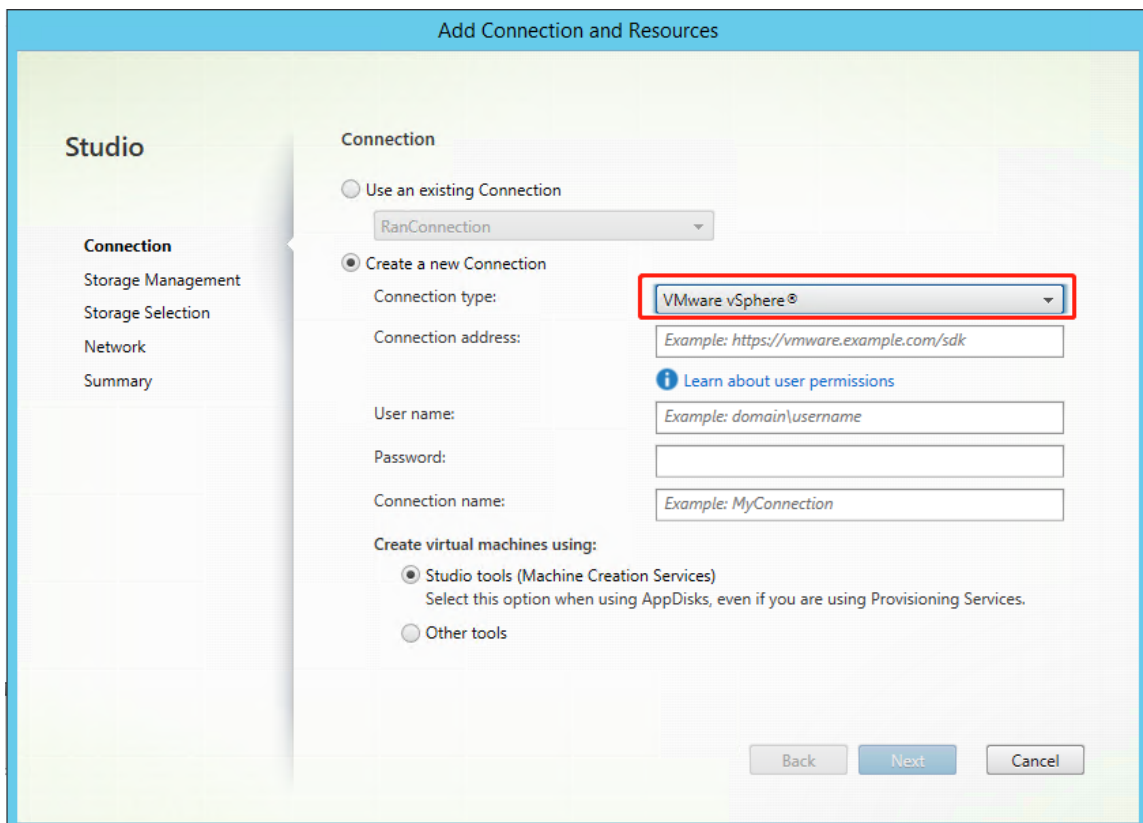 Add Connection and Resources
Studio
Connection
Storage Management
Storage Selection
Network
Summary
Connection
Use an existing Connection
RanConnection
Create a new Connection
Connection type:
VMware vSphere®
Connection address:
Example: https://vmware.example.com/sdk
Learn about user permissions
User name:
Example: domain\username
Password:
Connection name:
Example: MyConnection
Create virtual machines using:
Studio tools (Machine Creation Services)
Select this option when using AppDisks, even if you are using Provisioning Services.
Other tools
Back
Next
Cancel